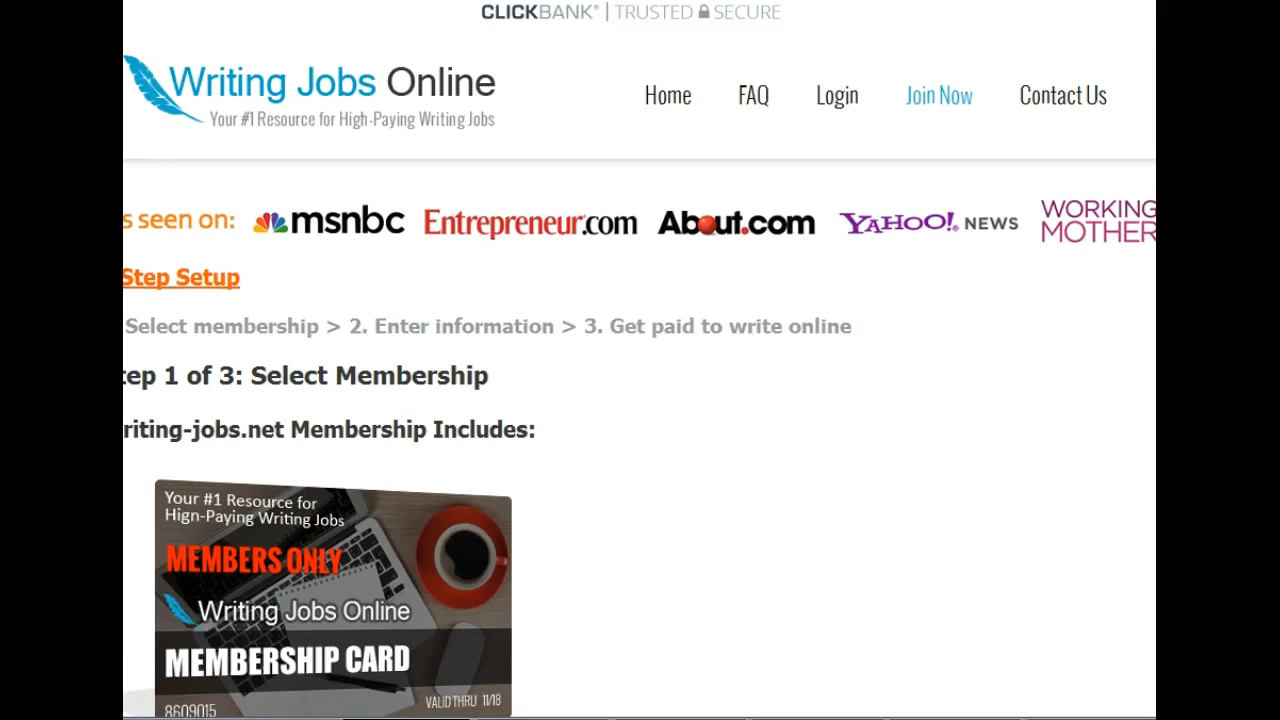 CLICKBANK® | TRUSTED SECURE
Writing Jobs Online
Your #1 Resource for High-Paying Writing Jobs
Home FAQ Login Join Now Contact Us
s seen on: msnbc Entrepreneur.com About.com YAHOO! NEWS WORKING MOTHER
Step Setup
Select membership > 2. Enter information > 3. Get paid to write online
tep 1 of 3: Select Membership
riting-jobs.net Membership Includes:
Your #1 Resource for
Hign-Paying Writing Jobs
MEMBERS ONLY
Writing Jobs Online
MEMBERSHIP CARD
8609015 VALID THRU 11/18